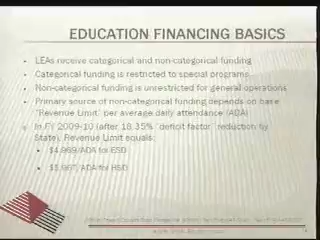 EDUCATION FINANCING BASICS
LEAs receive categorical and non-categorical funding
Categorical funding is restricted to special programs
Non-categorical funding is unrestricted for general operations
Primary source of non-categorical funding depends on base
"Revenue Limit" per average daily attendance (ADA)
In FY 2009-10 (after 18.35% "deficit factor" reduction by
State), Revenue Limit equals:
$4,969/ADA for ESD
/ADA for HSD